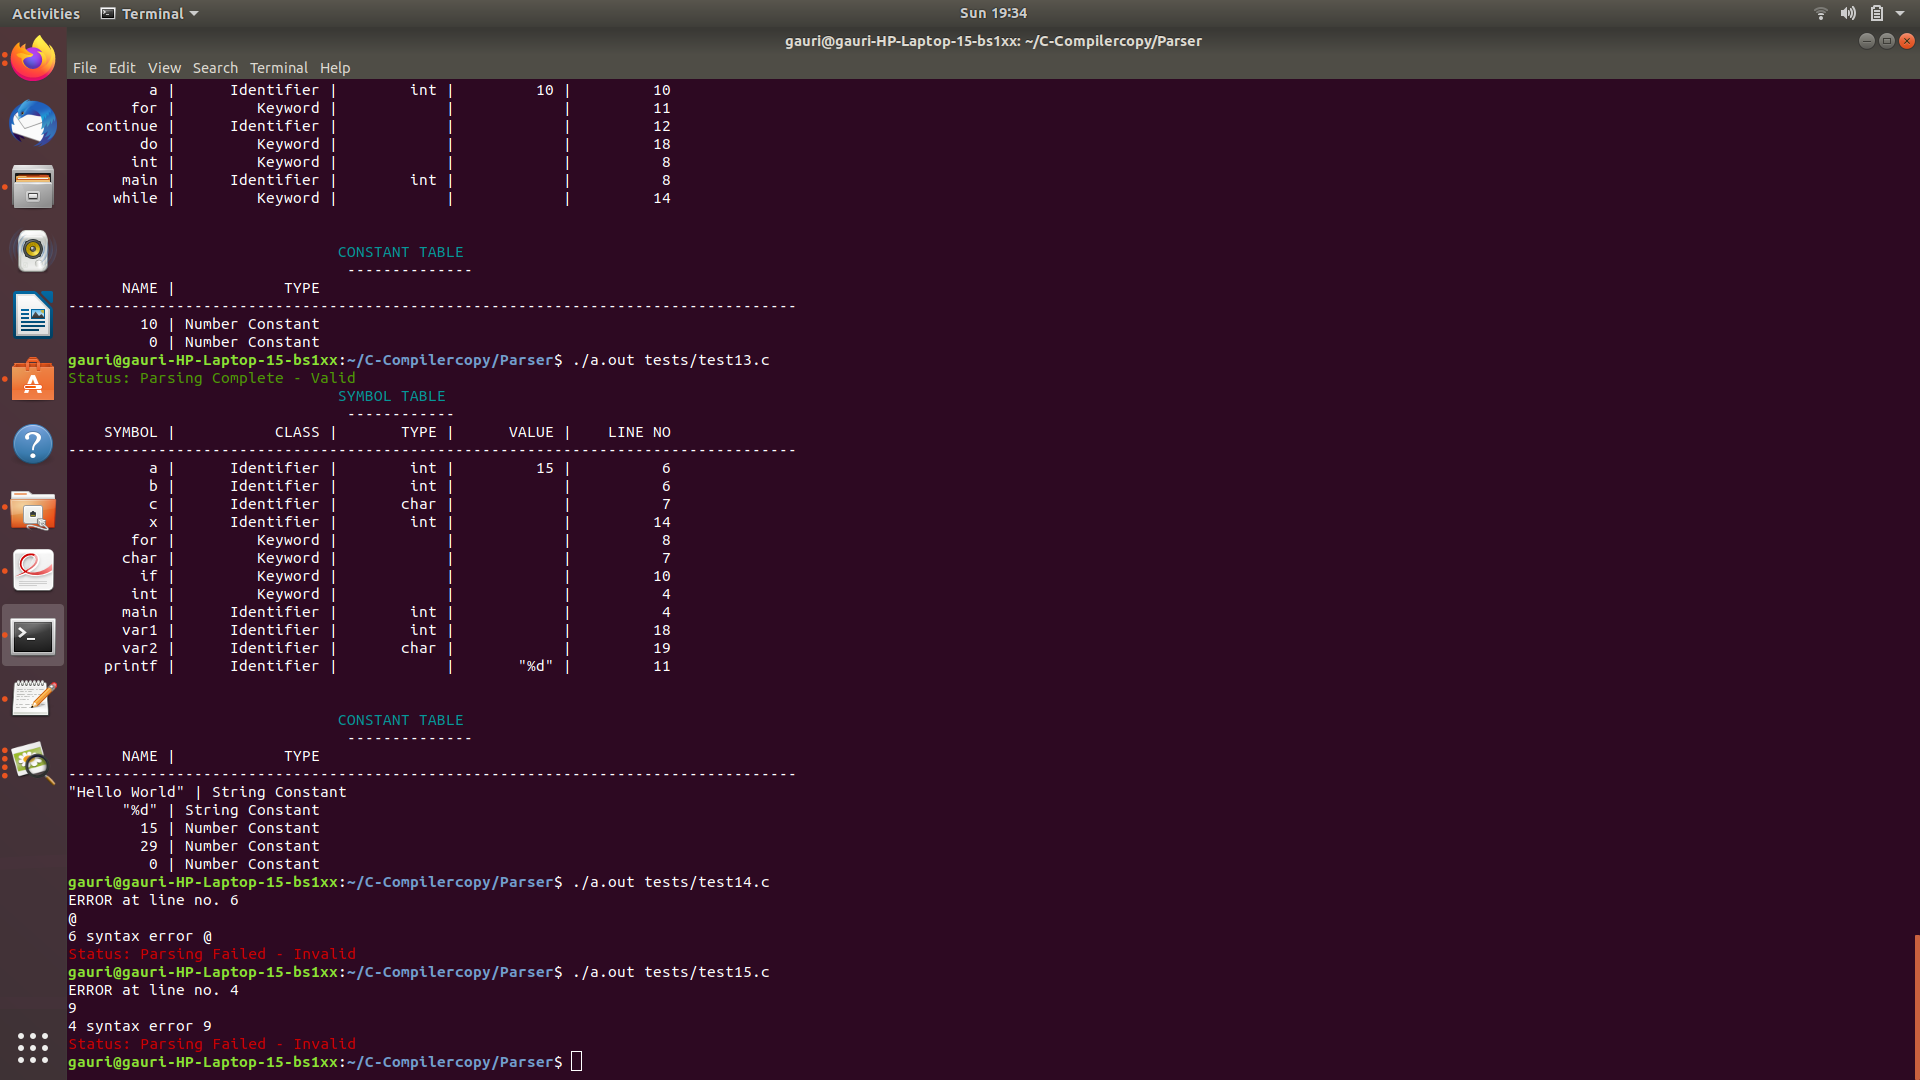 Activities Terminal Sun 19:34
gauri@gauri-HP-Laptop-15-bs1xx: ~/C-Compilercopy/Parser
File Edit View Search Terminal Help
a | Identifier | int | 10 | 10
for | Keyword | | | 11
continue | Identifier | | | 12
do | Keyword | | | 18
int | Keyword | | | 8
main | Identifier | int | | 8
while | Keyword | | | 14
CONSTANT TABLE
--------------
NAME | TYPE
---------------------------------------------------------------------------------
10 | Number Constant
0 | Number Constant
gauri@gauri-HP-Laptop-15-bs1xx:~/C-Compilercopy/Parser$ ./a.out tests/test13.c
Status: Parsing Complete - Valid
SYMBOL TABLE
------------
SYMBOL | CLASS | TYPE | VALUE | LINE NO
---------------------------------------------------------------------------------
a | Identifier | int | 15 | 6
b | Identifier | int | | 6
c | Identifier | char | | 7
x | Identifier | int | | 14
for | Keyword | | | 8
char | Keyword | | | 7
if | Keyword | | | 10
int | Keyword | | | 4
main | Identifier | int | | 4
var1 | Identifier | int | | 18
var2 | Identifier | char | | 19
printf | Identifier | | "%d" | 11
CONSTANT TABLE
--------------
NAME | TYPE
---------------------------------------------------------------------------------
"Hello World" | String Constant
"%d" | String Constant
15 | Number Constant
29 | Number Constant
0 | Number Constant
gauri@gauri-HP-Laptop-15-bs1xx:~/C-Compilercopy/Parser$ ./a.out tests/test14.c
ERROR at line no. 6
@
6 syntax error @
Status: Parsing Failed - Invalid
gauri@gauri-HP-Laptop-15-bs1xx:~/C-Compilercopy/Parser$ ./a.out tests/test15.c
ERROR at line no. 4
9
4 syntax error 9
Status: Parsing Failed - Invalid
gauri@gauri-HP-Laptop-15-bs1xx:~/C-Compilercopy/Parser$